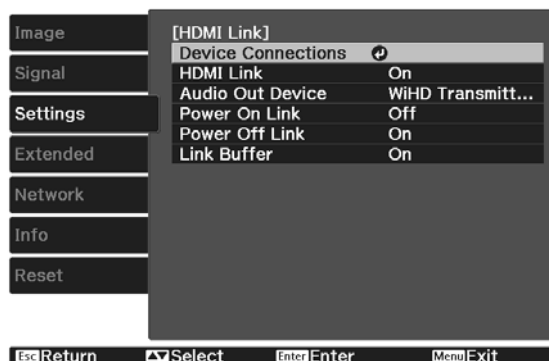 Image
Signal
Settings
Extended
Network
Info
Reset
[HDMI Link]
Device Connections
HDMI Link On
Audio Out Device WiHD Transmitt...
Power On Link Off
Power Off Link On
Link Buffer On
Esc Return Select Enter Enter Menu Exit